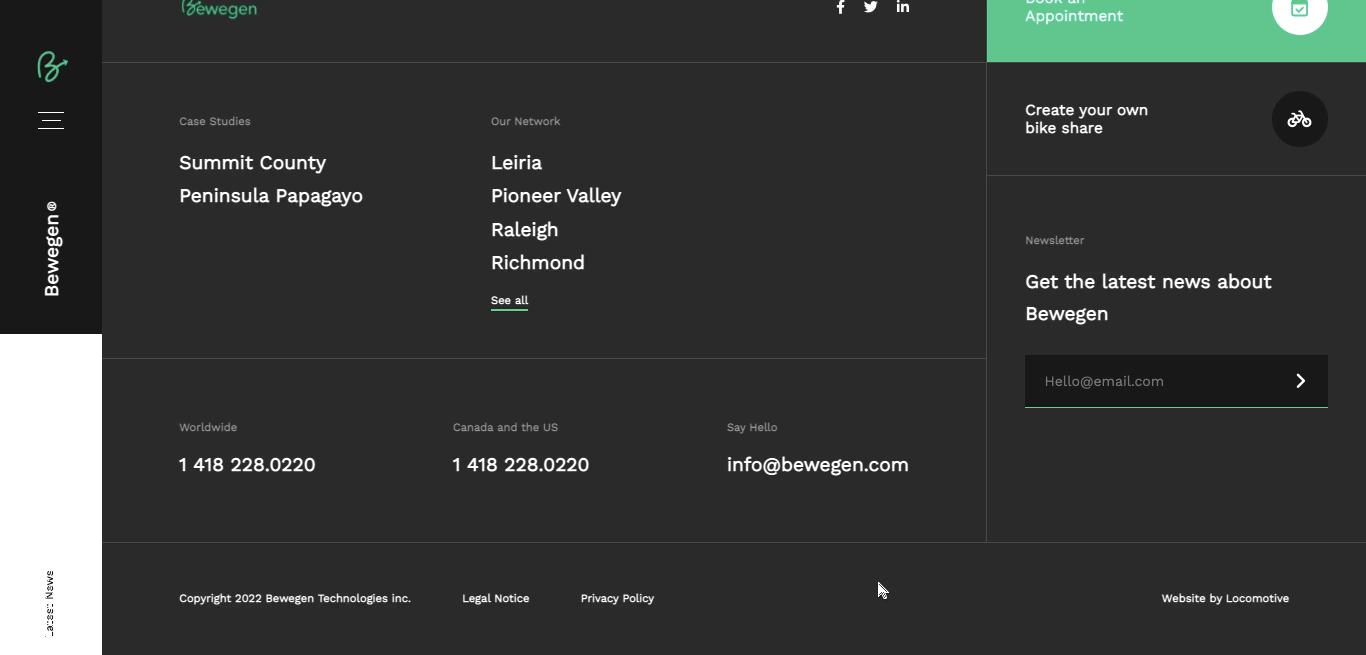 Bewegen
Book an
Appointment
Create your own
bike share
Case Studies
Summit County
Peninsula Papagayo
Our Network
Leiria
Pioneer Valley
Raleigh
Richmond
See all
Bewegen®
Newsletter
Get the latest news about
Bewegen
Hello@email.com
Worldwide
1 418 228.0220
Canada and the US
1 418 228.0220
Say Hello
info@bewegen.com
Latest News
Copyright 2022 Bewegen Technologies inc.
Legal Notice
Privacy Policy
Website by Locomotive